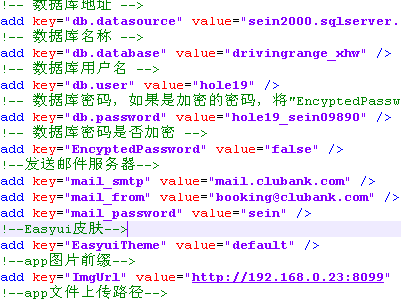 !-- 数据库地址 -->
add key="db.datasource" value="sein2000.sqlserver.
!-- 数据库名称 -->
add key="db.database" value="drivingrange_xhw" />
!-- 数据库用户名 -->
add key="db.user" value="hole19" />
!-- 数据库密码，如果是加密的密码，将"EncyptedPassw
add key="db.password" value="hole19_sein09890" />
!-- 数据库密码是否加密 -->
add key="EncyptedPassword" value="false" />
!--发送邮件服务器-->
add key="mail_smtp" value="mail.clubank.com" />
add key="mail_from" value="booking@clubank.com" />
add key="mail_password" value="sein" />
!--Easyui皮肤-->
add key="EasyuiTheme" value="default" />
!--app图片前缀-->
add key="ImgUrl" value="http://192.168.0.23:8099"
!--app文件上传路径-->